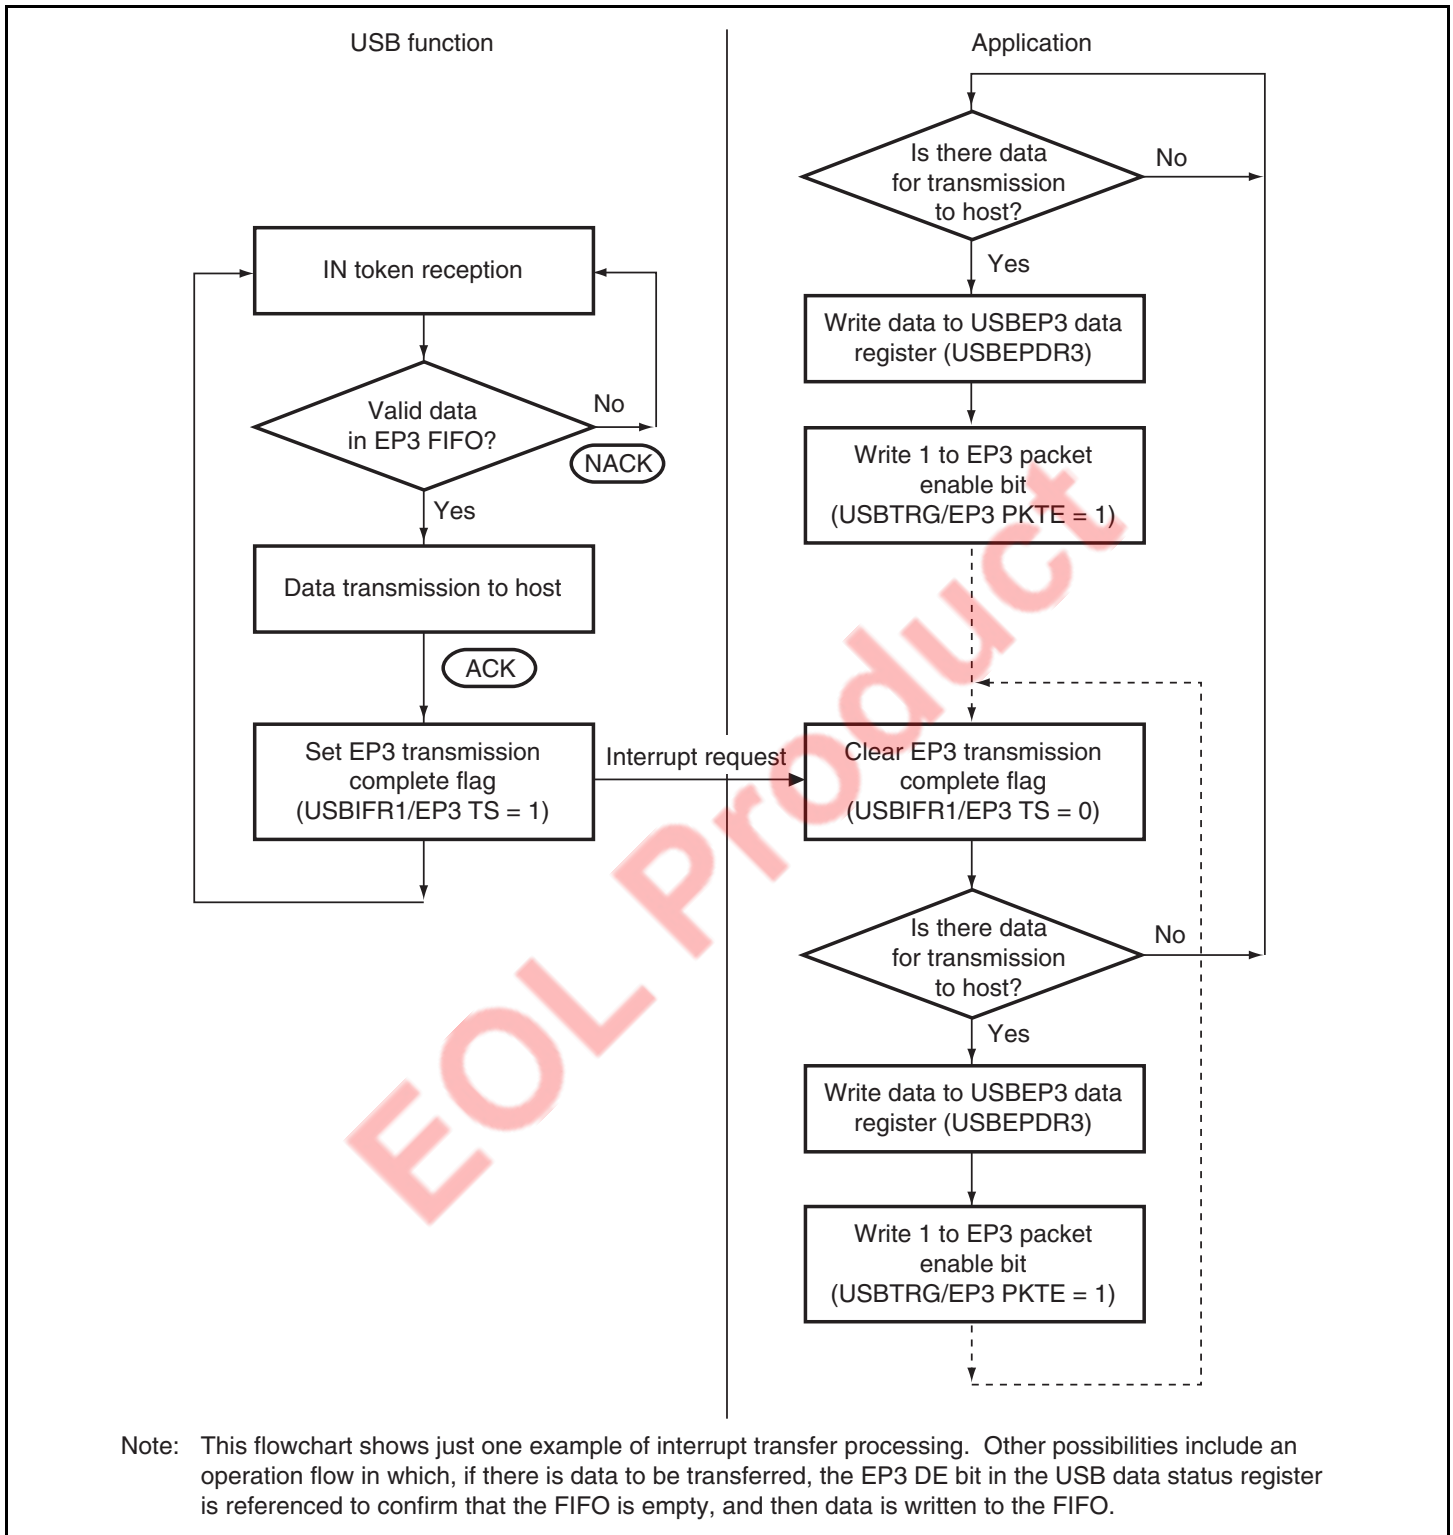 USB function
Application
Is there data
for transmission
to host?
No
Yes
IN token reception
Write data to USBEP3 data
register (USBEPDR3)
Valid data
in EP3 FIFO?
No
NACK
Yes
Write 1 to EP3 packet
enable bit
(USBTRG/EP3 PKTE = 1)
Data transmission to host
ACK
Set EP3 transmission
complete flag
(USBIFR1/EP3 TS = 1)
Interrupt request
Clear EP3 transmission
complete flag
(USBIFR1/EP3 TS = 0)
Is there data
for transmission
to host?
No
Yes
Write data to USBEP3 data
register (USBEPDR3)
Write 1 to EP3 packet
enable bit
(USBTRG/EP3 PKTE = 1)
EOL Product
Note: This flowchart shows just one example of interrupt transfer processing. Other possibilities include an
operation flow in which, if there is data to be transferred, the EP3 DE bit in the USB data status register
is referenced to confirm that the FIFO is empty, and then data is written to the FIFO.